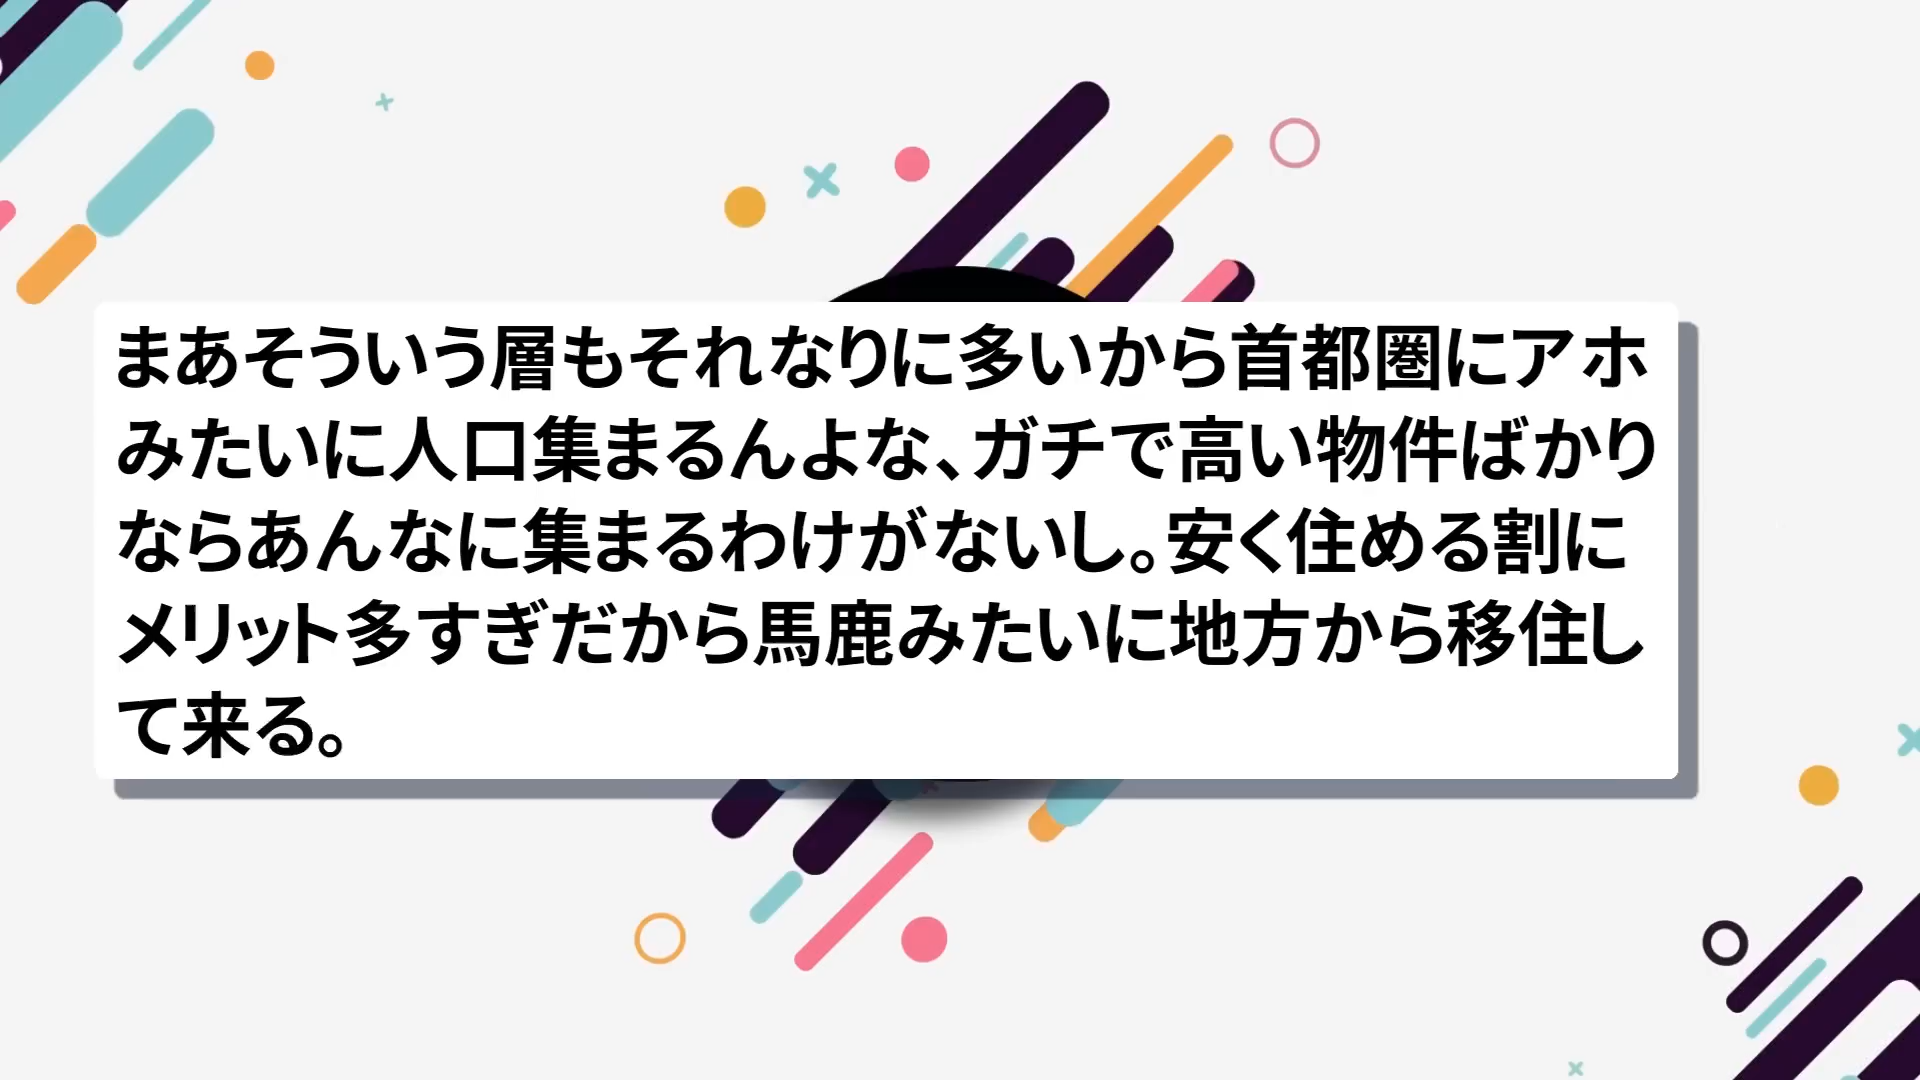 まあそういう層もそれなりに多いから首都圏にアホ
みたいに人口集まるんよな、ガチで高い物件ばかり
ならあんなに集まるわけがないし。安く住める割に
メリット多すぎだから馬鹿みたいに地方から移住し
て来る。